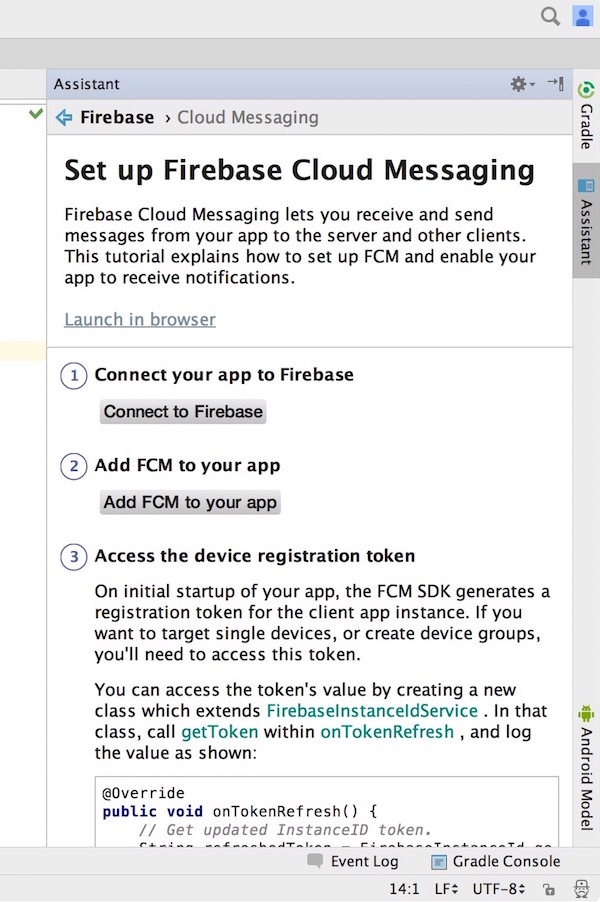 Assistant
Firebase › Cloud Messaging
Set up Firebase Cloud Messaging
Firebase Cloud Messaging lets you receive and send
messages from your app to the server and other clients.
This tutorial explains how to set up FCM and enable your
app to receive notifications.
Launch in browser
1 Connect your app to Firebase
Connect to Firebase
2 Add FCM to your app
Add FCM to your app
3 Access the device registration token
On initial startup of your app, the FCM SDK generates a
registration token for the client app instance. If you
want to target single devices, or create device groups,
you'll need to access this token.
You can access the token's value by creating a new
class which extends FirebaseInstanceIdService . In that
class, call getToken within onTokenRefresh , and log
the value as shown:
@Override
public void onTokenRefresh() {
// Get updated InstanceID token.
String refreshedToken = FirebaseInstanceId.ge
Gradle
Assistant
Android Model
Event Log
Gradle Console
14:1 LF÷ UTF-8÷